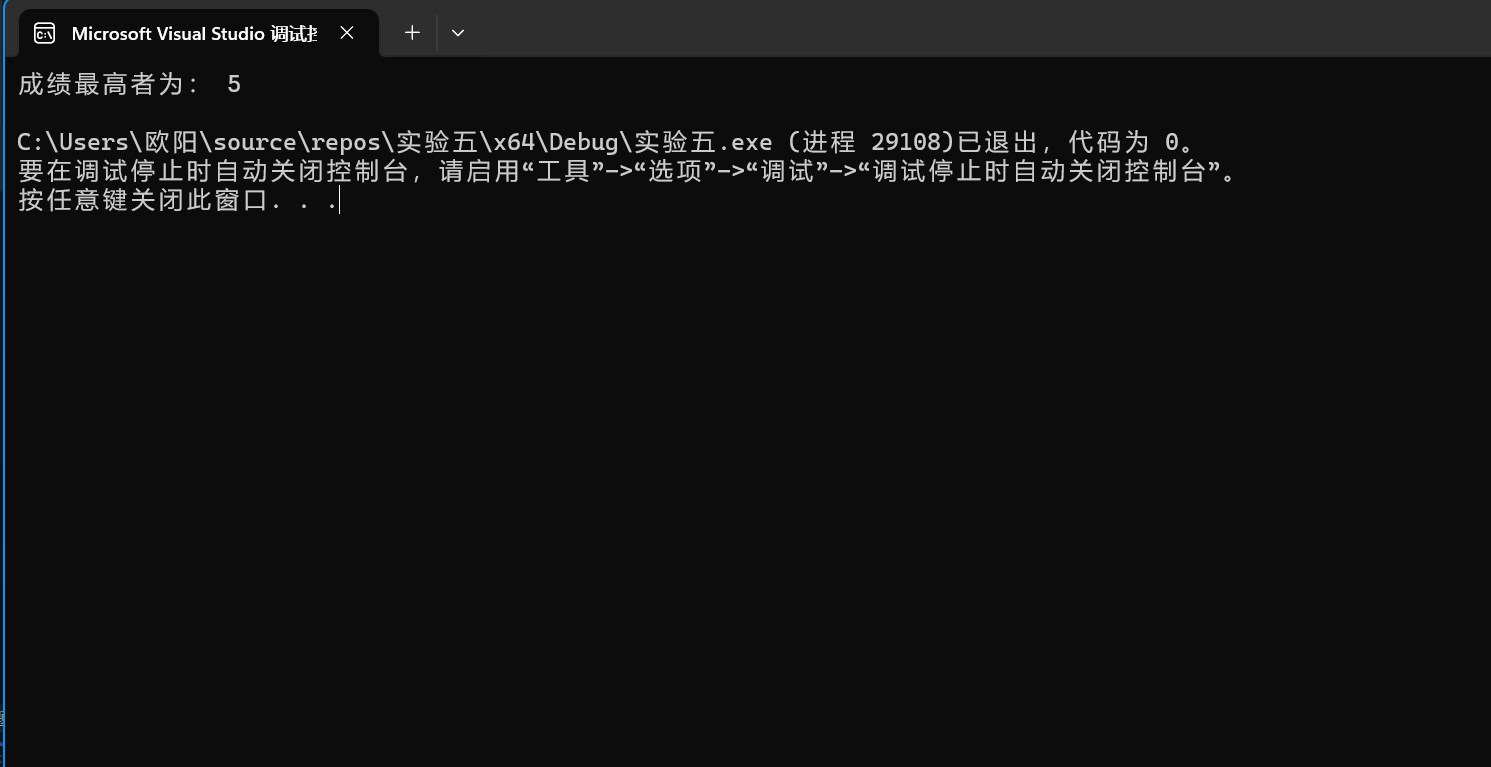 Microsoft Visual Studio 调试
成绩最高者为： 5
C:\Users\欧阳\source\repos\实验五\x64\Debug\实验五.exe (进程 29108)已退出，代码为 0。
要在调试停止时自动关闭控制台，请启用“工具”->“选项”->“调试”->“调试停止时自动关闭控制台”。
按任意键关闭此窗口. . .